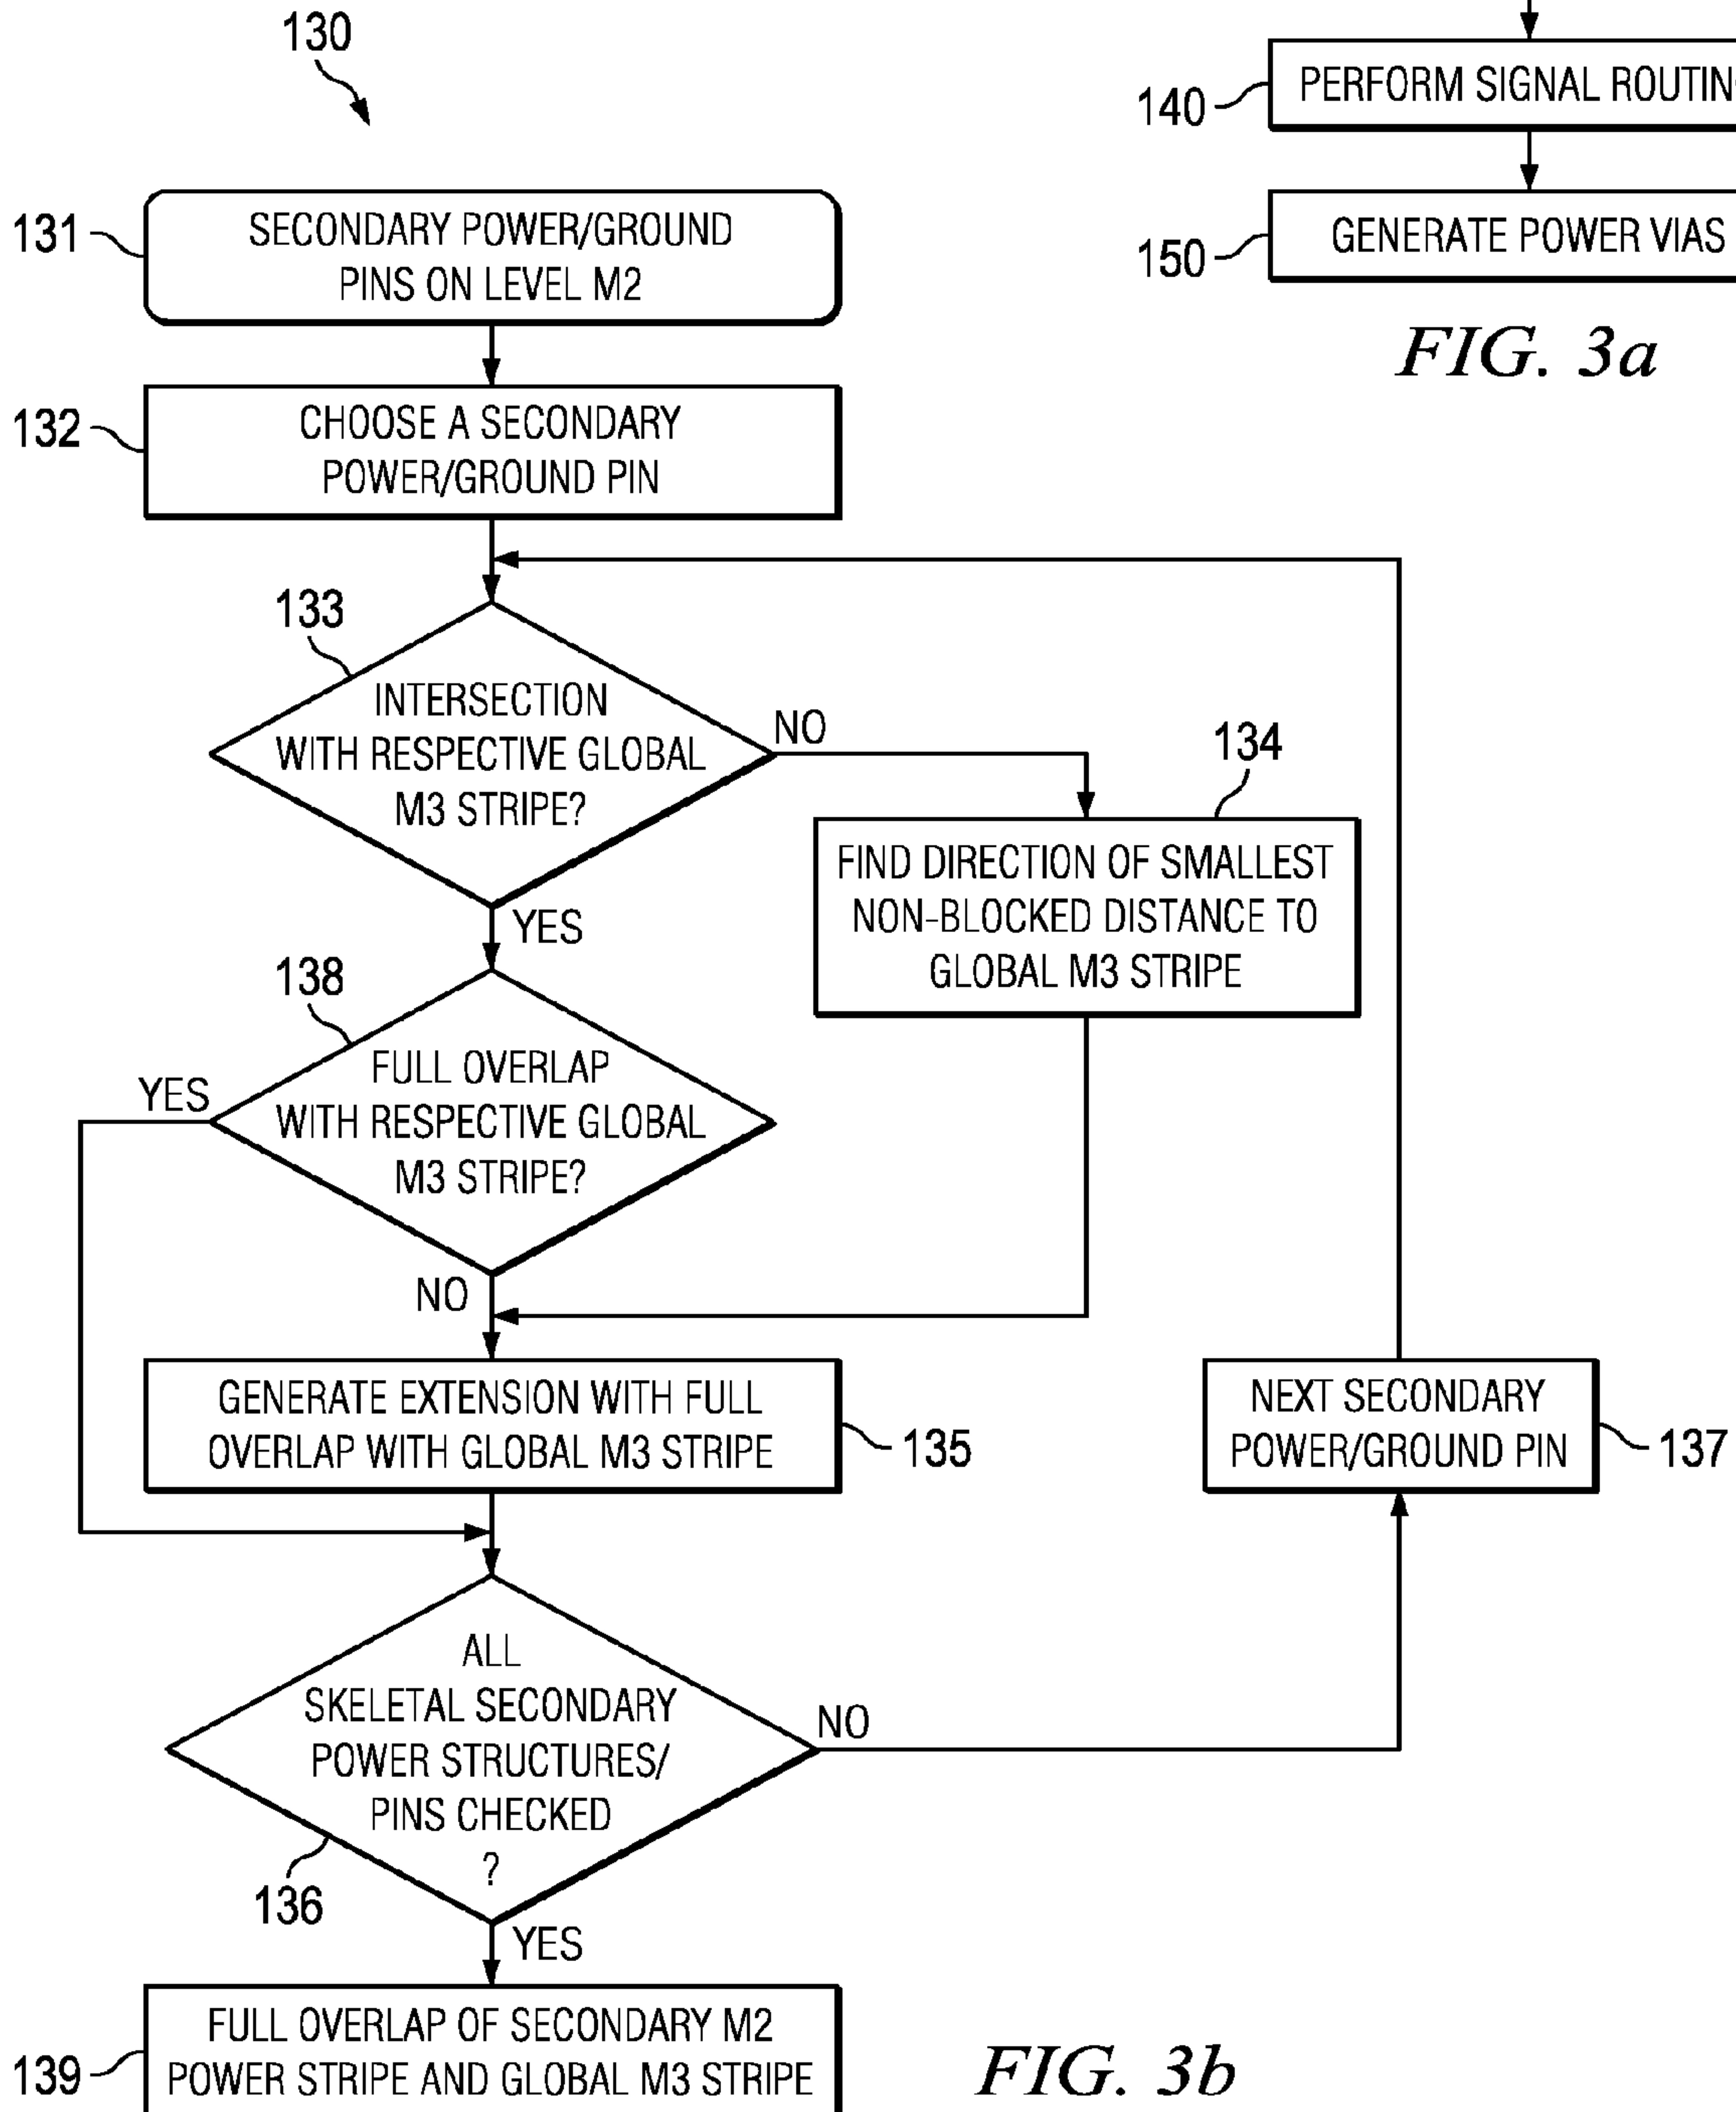 130
140
PERFORM SIGNAL ROUTING
150
GENERATE POWER VIAS
FIG. 3a
131
SECONDARY POWER/GROUND
PINS ON LEVEL M2
132
CHOOSE A SECONDARY
POWER/GROUND PIN
133
INTERSECTION
WITH RESPECTIVE GLOBAL
M3 STRIPE?
NO
YES
134
FIND DIRECTION OF SMALLEST
NON-BLOCKED DISTANCE TO
GLOBAL M3 STRIPE
138
FULL OVERLAP
WITH RESPECTIVE GLOBAL
M3 STRIPE?
YES
NO
GENERATE EXTENSION WITH FULL
OVERLAP WITH GLOBAL M3 STRIPE
135
NEXT SECONDARY
POWER/GROUND PIN
137
ALL
SKELETAL SECONDARY
POWER STRUCTURES/
PINS CHECKED
?
NO
136
YES
139
FULL OVERLAP OF SECONDARY M2
POWER STRIPE AND GLOBAL M3 STRIPE
FIG. 3b